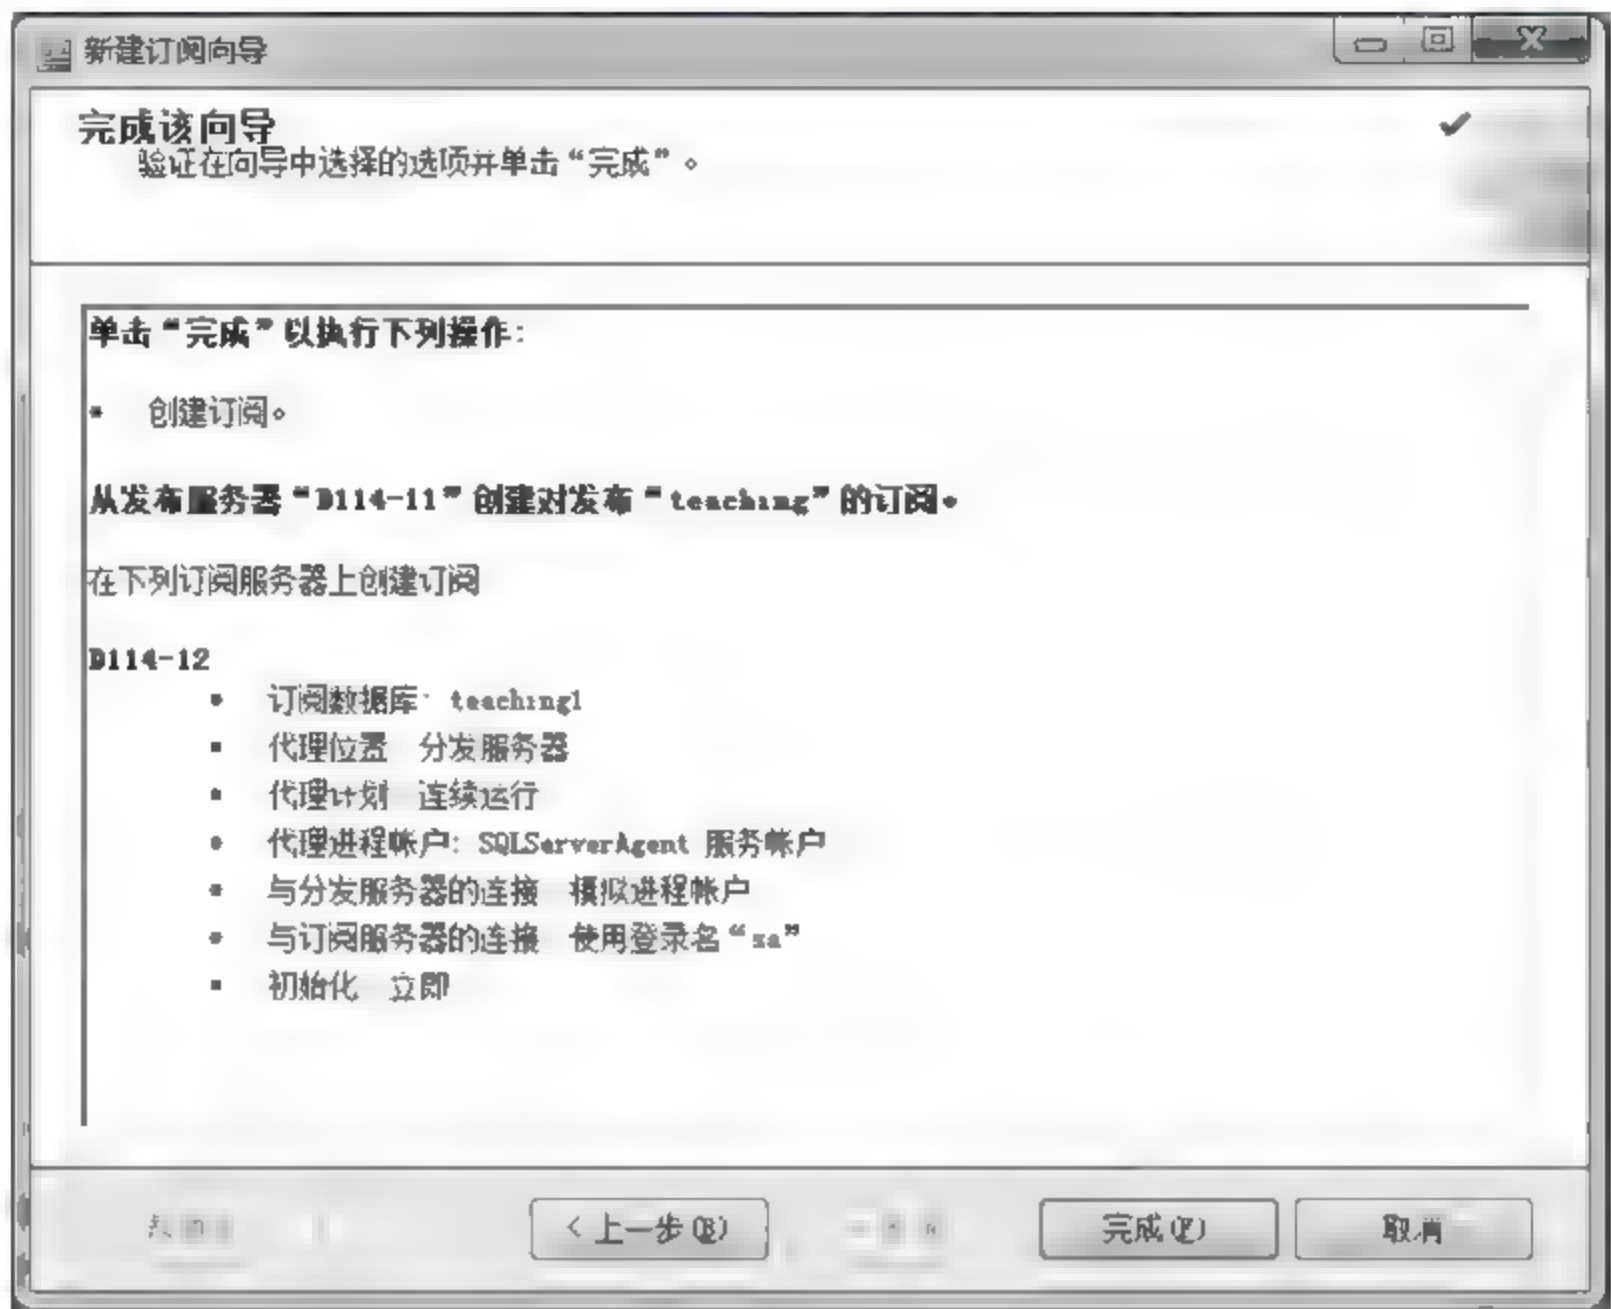 新建订阅向导
完成该向导
验证在向导中选择的选项并单击“完成”。
单击“完成”以执行下列操作:
▪ 创建订阅。
从发布服务器“D114-11”创建对发布“teaching”的订阅。
在下列订阅服务器上创建订阅
D114-12
▪ 订阅数据库: teaching1
▪ 代理位置 分发服务器
▪ 代理计划 连续运行
▪ 代理进程帐户: SQLServerAgent 服务帐户
▪ 与分发服务器的连接 模拟进程帐户
▪ 与订阅服务器的连接 使用登录名“sa”
▪ 初始化 立即
< 上一步(B) 完成(F) 取消